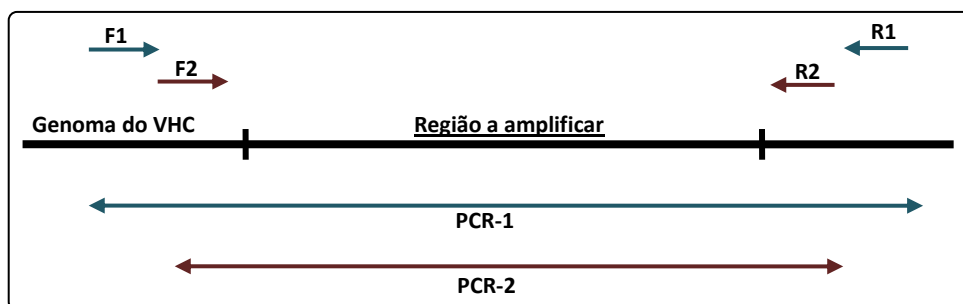 F1
R1
F2
R2
Genoma do VHC
Região a amplificar
PCR-1
PCR-2